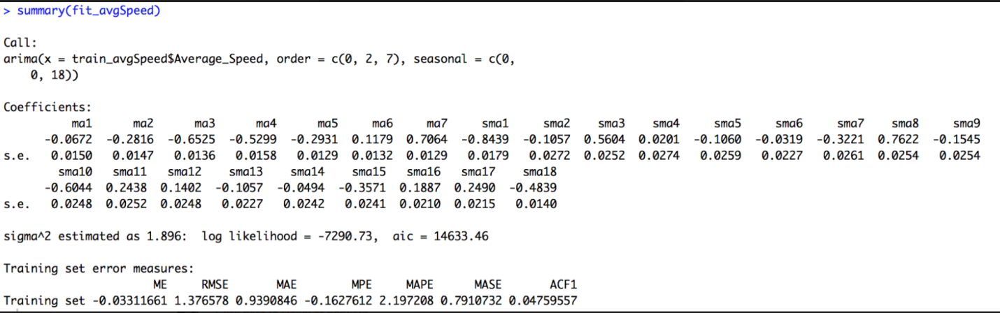 > summary(fit_avgSpeed)
Call:
arima(x = train_avgSpeed$Average_Speed, order = c(0, 2, 7), seasonal = c(0,
0, 18))
Coefficients:
ma1 ma2 ma3 ma4 ma5 ma6 ma7 sma1 sma2 sma3 sma4 sma5 sma6 sma7 sma8 sma9
-0.0672 -0.2816 -0.6525 -0.5299 -0.2931 0.1179 0.7064 -0.8439 -0.1057 0.5604 0.0201 -0.1060 -0.0319 -0.3221 0.7622 -0.1545
s.e. 0.0150 0.0147 0.0136 0.0158 0.0129 0.0132 0.0129 0.0179 0.0272 0.0252 0.0274 0.0259 0.0227 0.0261 0.0254 0.0254
sma10 sma11 sma12 sma13 sma14 sma15 sma16 sma17 sma18
-0.6044 0.2438 0.1402 -0.1057 -0.0494 -0.3571 0.1887 0.2490 -0.4839
s.e. 0.0248 0.0252 0.0248 0.0227 0.0242 0.0241 0.0210 0.0215 0.0140
sigma^2 estimated as 1.896: log likelihood = -7290.73, aic = 14633.46
Training set error measures:
ME RMSE MAE MPE MAPE MASE ACF1
Training set -0.03311661 1.376578 0.9390846 -0.1627612 2.197208 0.7910732 0.04759557